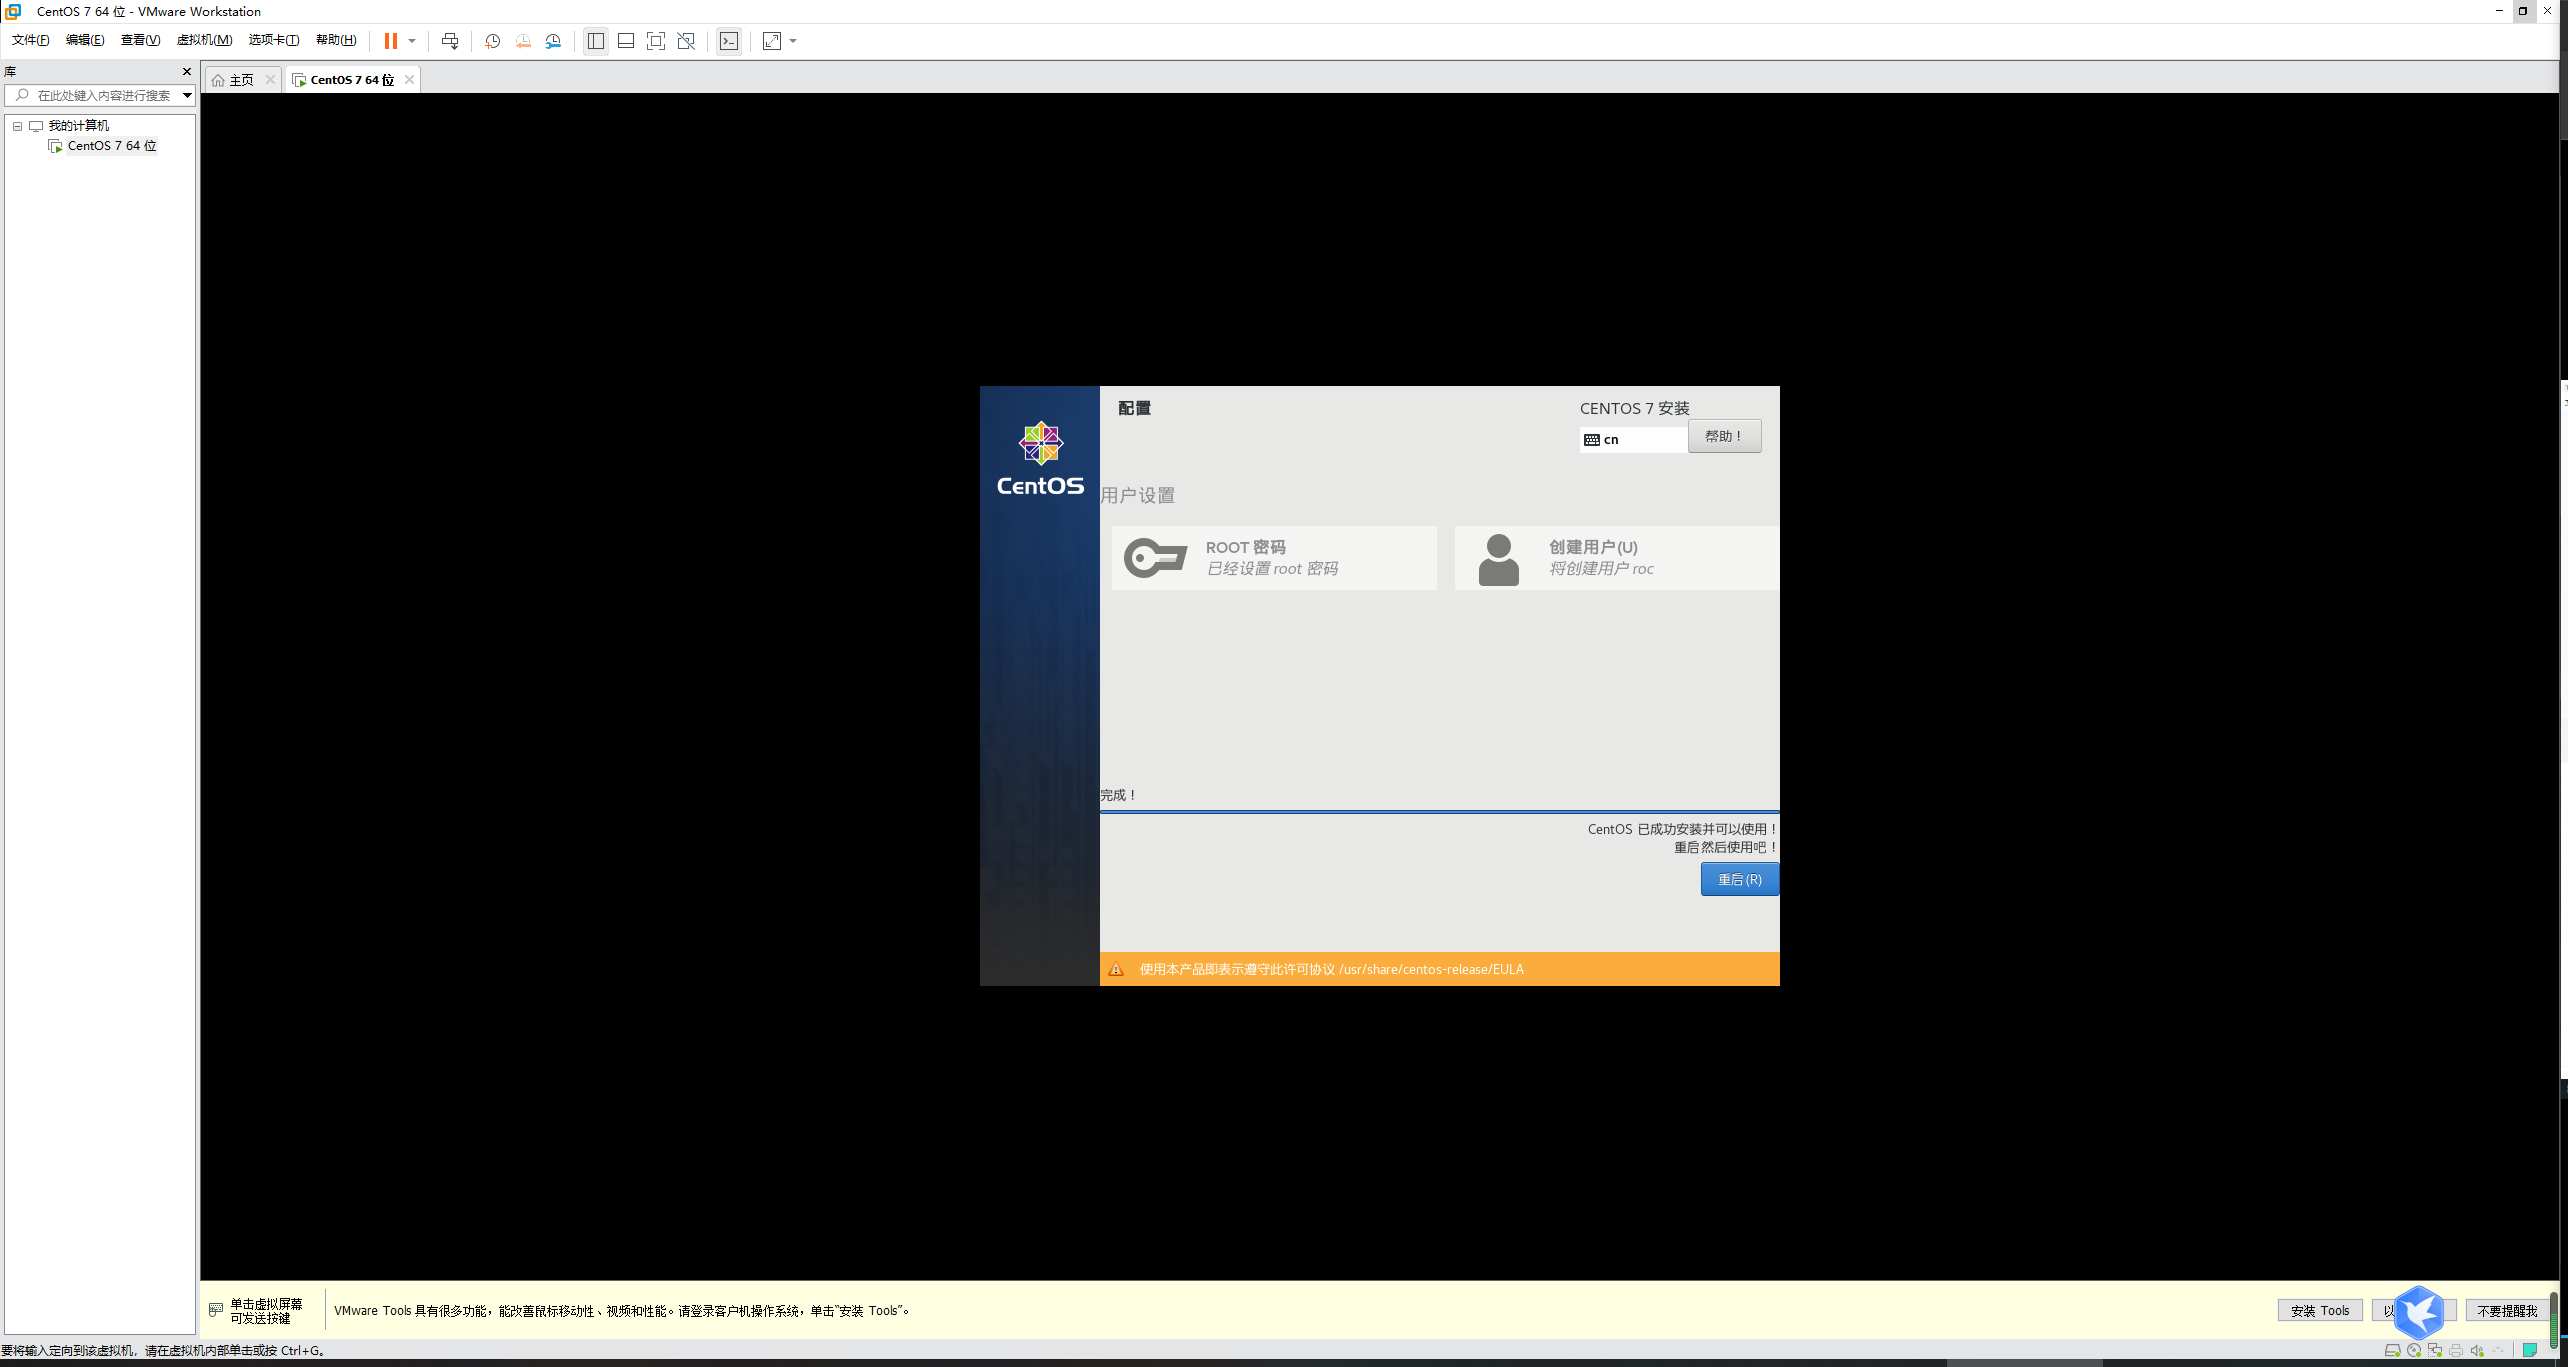 CentOS 7 64 位 - VMware Workstation
文件(F) 编辑(E) 查看(V) 虚拟机(M) 选项卡(T) 帮助(H)
库
在此处键入内容进行搜索
主页
CentOS 7 64 位
我的计算机
CentOS 7 64 位
CentOS
配置
CENTOS 7 安装
cn
帮助！
用户设置
ROOT 密码
已经设置 root 密码
创建用户(U)
将创建用户 roc
完成！
CentOS 已成功安装并可以使用！
重启然后使用吧！
重启(R)
使用本产品即表示遵守此许可协议 /usr/share/centos-release/EULA
单击虚拟屏幕
可发送按键
VMware Tools 具有很多功能，能改善鼠标移动性、视频和性能。请登录客户机操作系统，单击“安装 Tools”。
安装 Tools
以
不要提醒我
要将输入定向到该虚拟机，请在虚拟机内部单击或按 Ctrl+G。